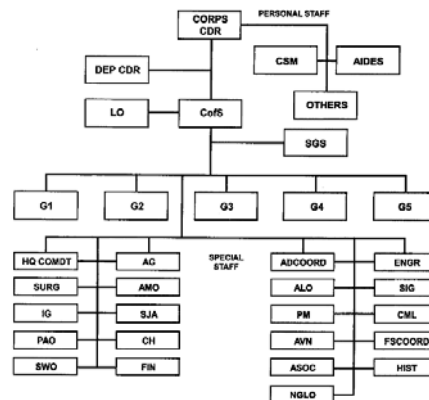 CORPS
CDR
PERSONAL STAFF
DEP CDR
CSM
AIDES
LO
CofS
OTHERS
SGS
G1
G2
G3
G4
G5
SPECIAL
STAFF
HQ COMDT
AG
ADCOORD
ENGR
SURG
AMO
ALO
SIG
IG
SJA
PM
CML
PAO
CH
AVN
FSCOORD
SWO
FIN
ASOC
HIST
NGLO